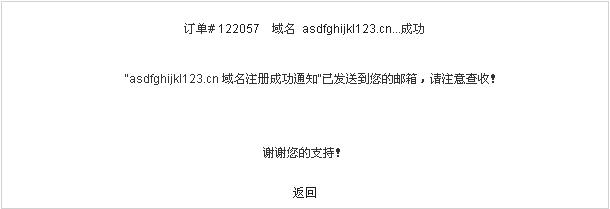 订单# 122057 域名 asdfghijkl123.cn...成功
"asdfghijkl123.cn 域名注册成功通知"已发送到您的邮箱，请注意查收！
谢谢您的支持！
返回